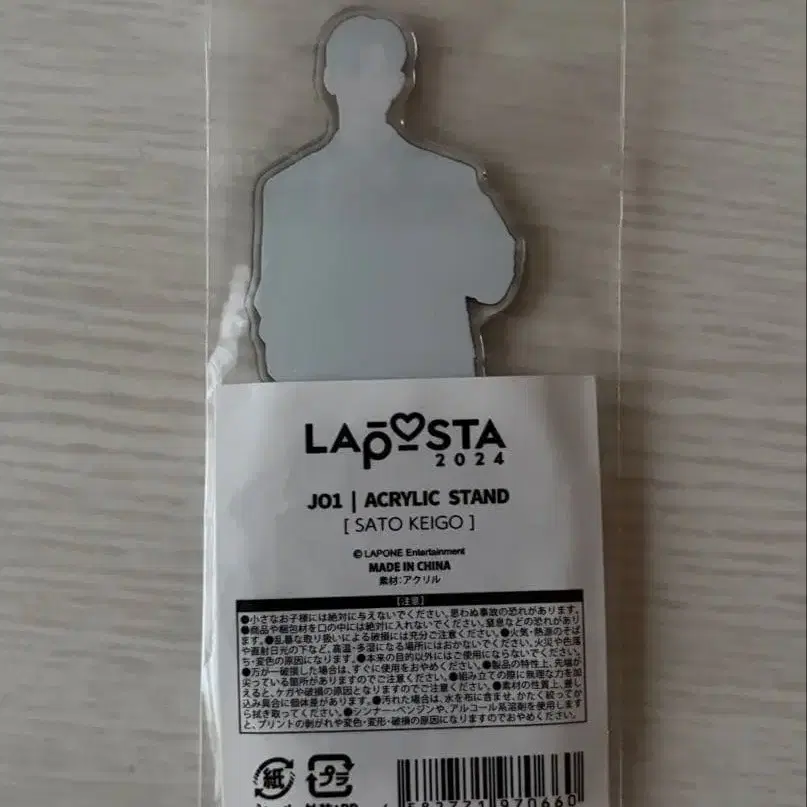 LAPOSTA
2024
JO1 | ACRYLIC STAND
[ SATO KEIGO ]
© LAPONE Entertainment
MADE IN CHINA
素材:アクリル
【注意】
●小さなお子様には絶対に与えないでください。思わぬ事故の恐れがあります。
●商品や梱包材を口の中には絶対に入れないでください。窒息などの恐れがあり
ます。●乱暴な取り扱いによる破損には充分ご注意ください。●火気・熱源のそば
や直射日光の下など、高温・多湿になる場所にはおかないでください。火災や色落
ち・変色の原因になります。●本来の目的以外にはご使用にならないでください。
●万が一破損した場合は、すぐに使用をおやめください。●製品の特性上、先端が
尖っている箇所がありますのでご注意ください。●組み立ての際に無理な力を加
えると、ケガや破損の原因となりますのでご注意ください。●素材の性質上、差し
込み具合に個体差があります。●汚れた場合は、水を布に含ませ、かたく絞ってか
ら拭き取ってください。●シンナー・ベンジンや、アルコール系溶剤を使用します
と、プリントの剥がれや変色・変形・破損の原因になりますのでおやめください。
紙 プラ
582771 970660